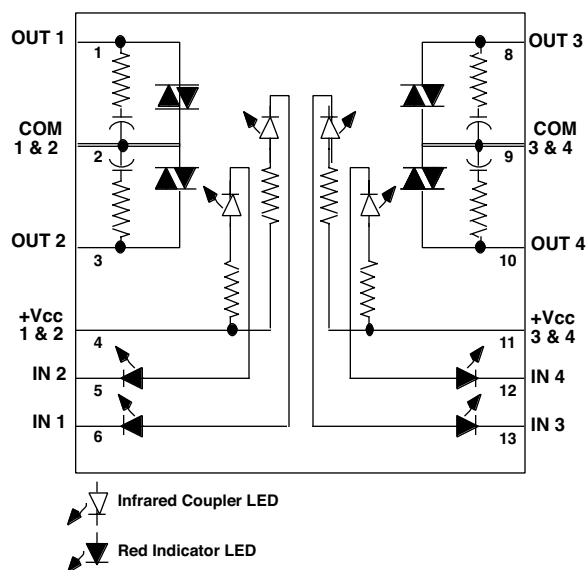 OUT 1
1
8
OUT 3
COM
1 & 2
2
9
COM
3 & 4
OUT 2
3
10
OUT 4
+Vcc
1 & 2
4
11
+Vcc
3 & 4
IN 2
5
12
IN 4
IN 1
6
13
IN 3
Infrared Coupler LED
Red Indicator LED